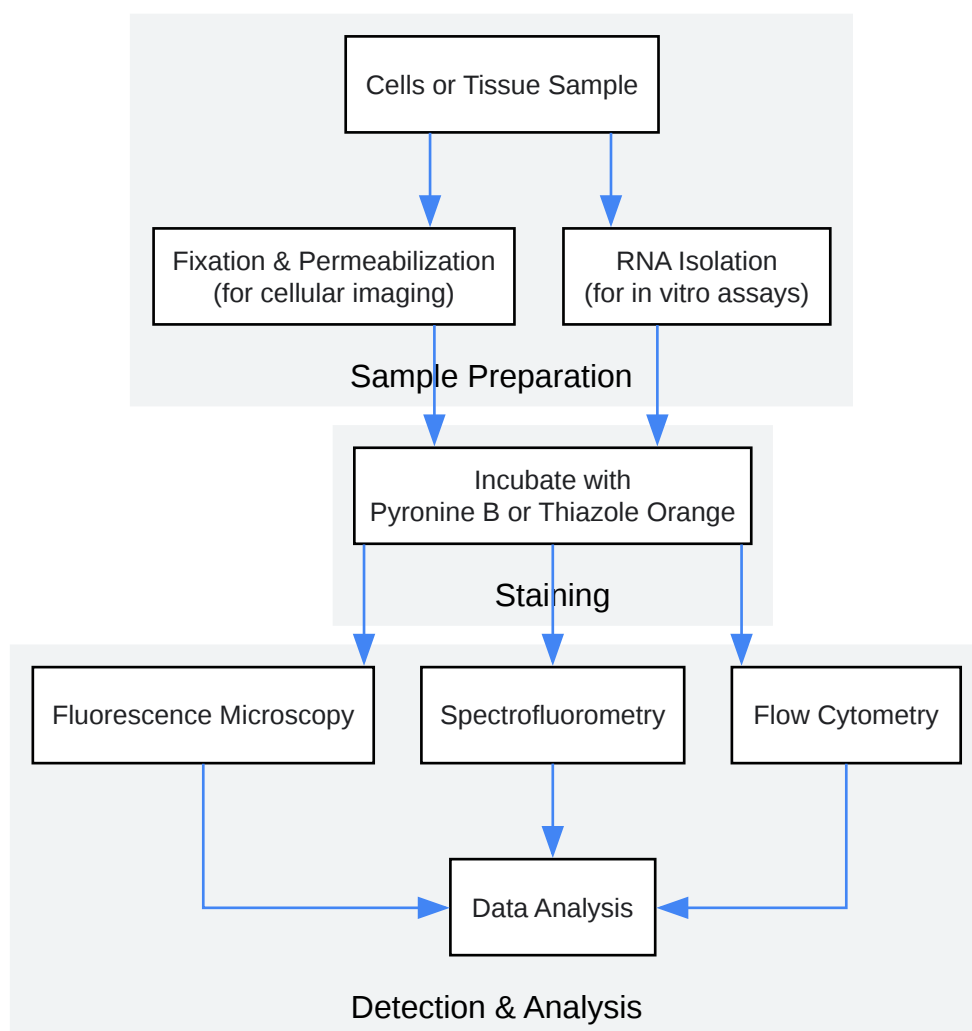 Cells or Tissue Sample
Fixation & Permeabilization
(for cellular imaging)
RNA Isolation
(for in vitro assays)
Sample Preparation
Incubate with
Pyronine B or Thiazole Orange
Staining
Fluorescence Microscopy
Spectrofluorometry
Flow Cytometry
Data Analysis
Detection & Analysis